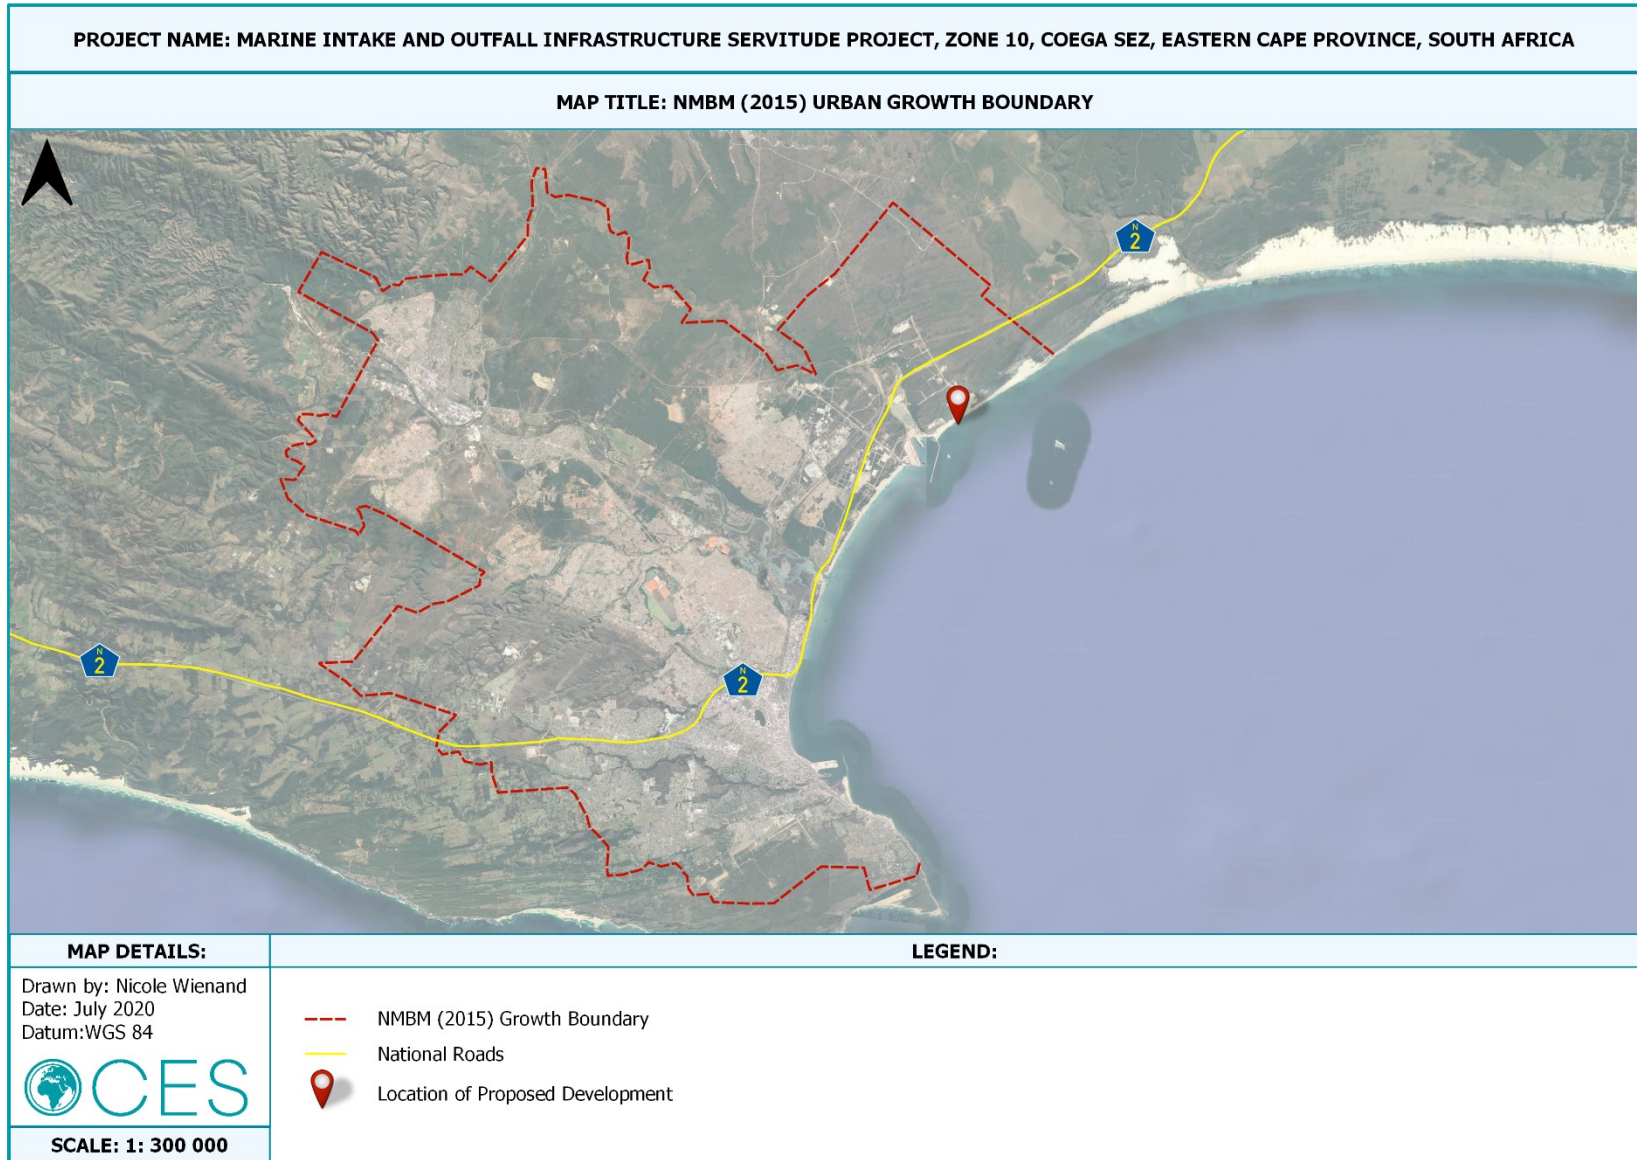 PROJECT NAME: MARINE INTAKE AND OUTFALL INFRASTRUCTURE SERVITUDE PROJECT, ZONE 10, COEGA SEZ, EASTERN CAPE PROVINCE, SOUTH AFRICA
MAP TITLE: NMBM (2015) URBAN GROWTH BOUNDARY
N
2
N
2
N
2
MAP DETAILS:
Drawn by: Nicole Wienand
Date: July 2020
Datum:WGS 84
CES
SCALE: 1: 300 000
LEGEND:
NMBM (2015) Growth Boundary
National Roads
Location of Proposed Development